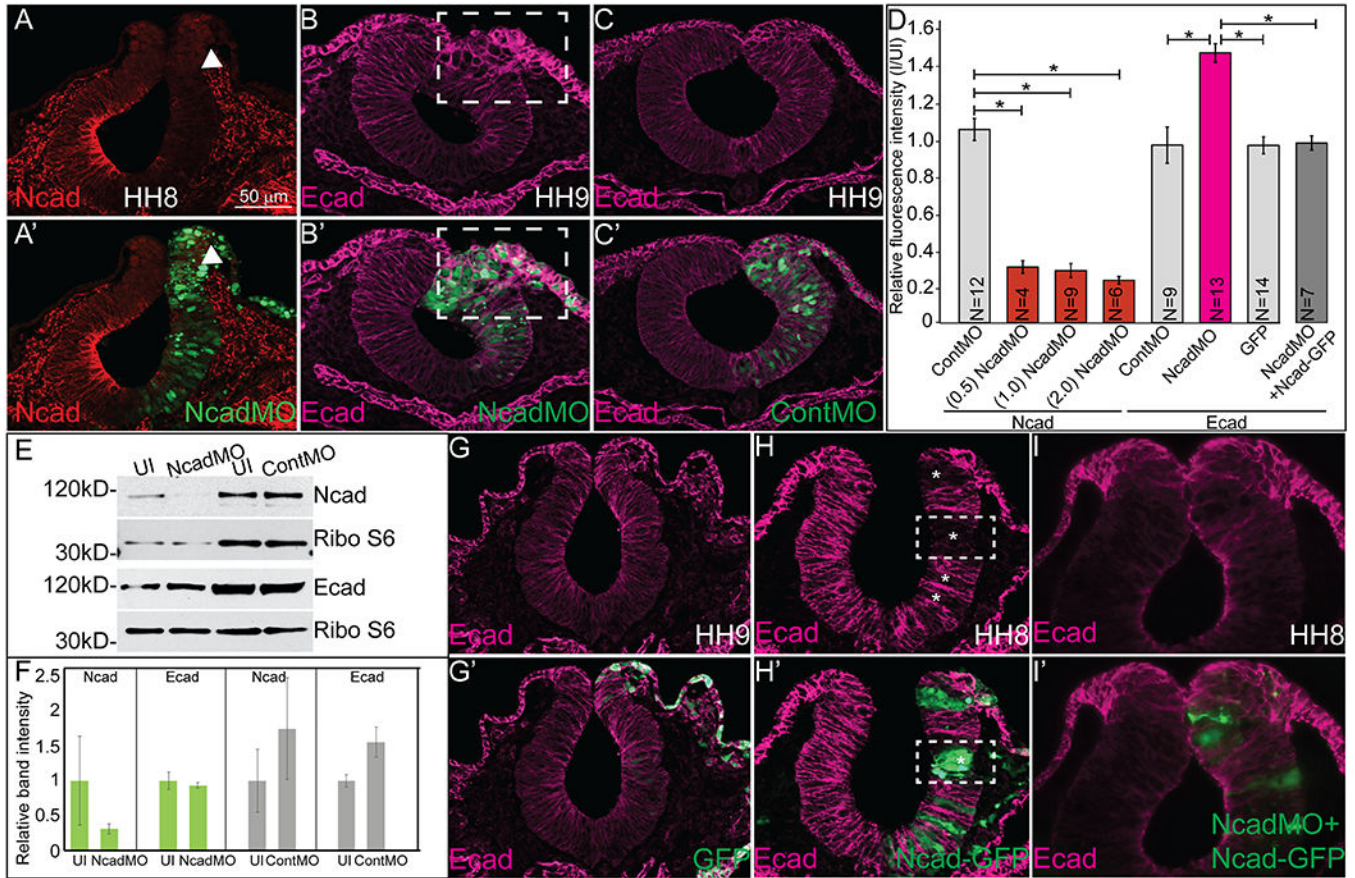 A
Ncad
HH8
50 µm
B
Ecad
HH9
C
Ecad
HH9
A'
Ncad
NcadMO
B'
Ecad
NcadMO
C'
Ecad
ContMO
D
Relative fluorescence intensity (I/UI)
1.6
1.4
1.2
1.0
0.8
0.6
0.4
0.2
0
* * *
* * *
*
N=12
N=4
N=9
N=6
N=9
N=13
N=14
N=7
ContMO
(0.5) NcadMO
(1.0) NcadMO
(2.0) NcadMO
ContMO
NcadMO
GFP
NcadMO
+Ncad-GFP
Ncad
Ecad
E
UI
NcadMO
UI
ContMO
120kD-
Ncad
Ribo S6
30kD-
120kD-
Ecad
Ribo S6
30kD-
F
Relative band intensity
2.5
2
1.5
1
0.5
0
Ncad
Ecad
Ncad
Ecad
UI NcadMO
UI NcadMO
UI ContMO
UI ContMO
G
Ecad
HH9
H
*
*
*
*
Ecad
HH8
I
Ecad
HH8
G'
Ecad
GFP
H'
*
Ecad
Ncad-GFP
I'
NcadMO+
Ecad
Ncad-GFP